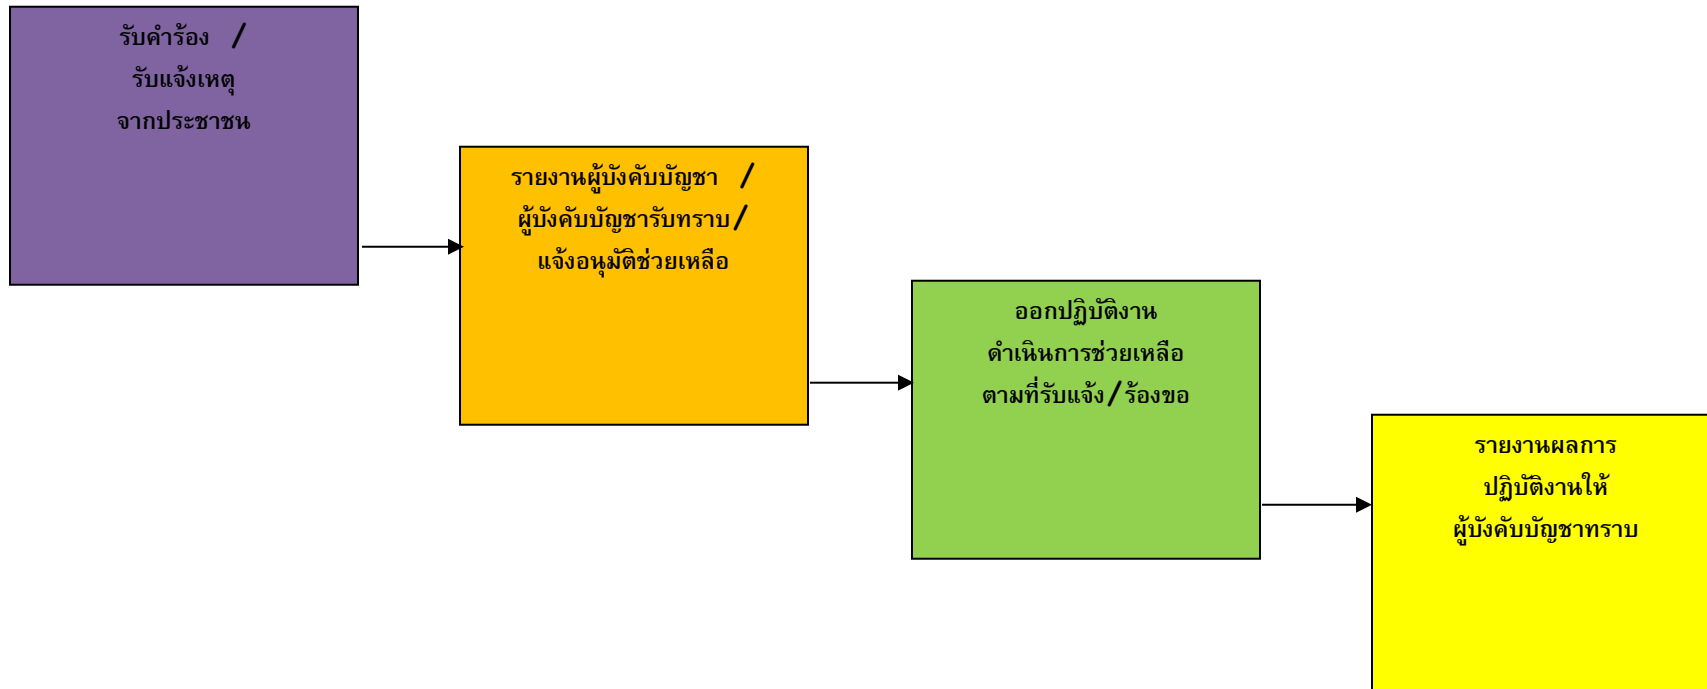 รับคำร้อง /
รับแจ้งเหตุ
จากประชาชน
รายงานผู้บังคับบัญชา /
ผู้บังคับบัญชารับทราบ/
แจ้งอนุมัติช่วยเหลือ
ออกปฏิบัติงาน
ดำเนินการช่วยเหลือ
ตามที่รับแจ้ง/ร้องขอ
รายงานผลการ
ปฏิบัติงานให้
ผู้บังคับบัญชาทราบ